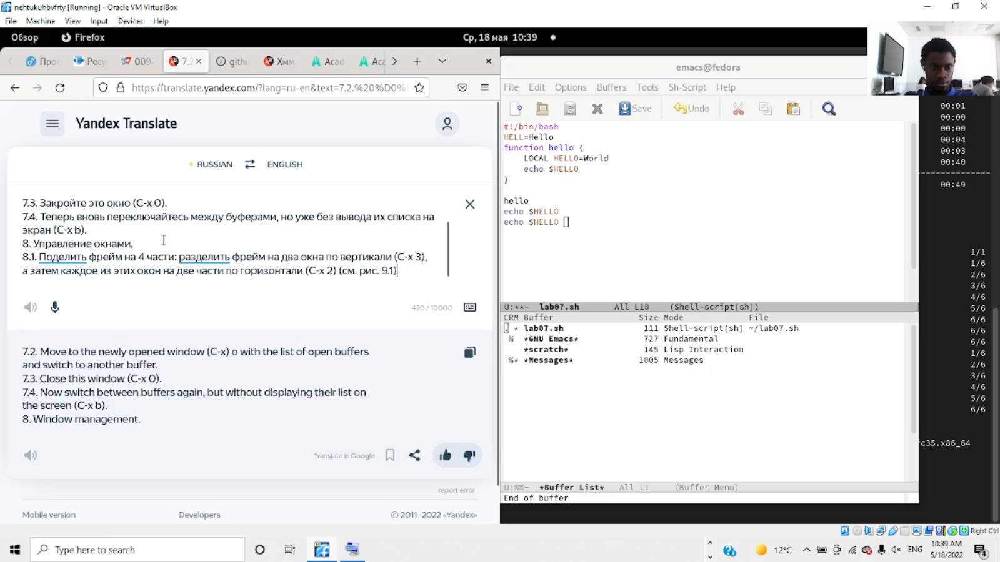 nehtukuhbvfrty [Running] - Oracle VM VirtualBox
File Machine View Input Devices Help
Обзор Firefox Ср, 18 мая 10:39
Прое Ресу 009- 7.2 githu Хмм Acad Aca
https://translate.yandex.com/?lang=ru-en&text=7.2.%20%D0%9
Yandex Translate
RUSSIAN ENGLISH
7.3. Закройте это окно (C-x 0).
7.4. Теперь вновь переключайтесь между буферами, но уже без вывода их списка на
экран (C-x b).
8. Управление окнами.
8.1. Поделить фрейм на 4 части: разделить фрейм на два окна по вертикали (C-x 3),
а затем каждое из этих окон на две части по горизонтали (C-x 2) (см. рис. 9.1)
420 / 10000
7.2. Move to the newly opened window (C-x) o with the list of open buffers
and switch to another buffer.
7.3. Close this window (C-x 0).
7.4. Now switch between buffers again, but without displaying their list on
the screen (C-x b).
8. Window management.
Translate in Google
report error
Mobile version Developers © 2011–2022 «Yandex»
emacs@fedora
File Edit Options Buffers Tools Sh-Script Help
Save Undo
#!/bin/bash
HELL=Hello
function hello {
LOCAL HELLO=World
echo $HELLO
}
hello
echo $HELLO
echo $HELLO
U:**- lab07.sh All L10 (Shell-script[sh])
CRM Buffer Size Mode File
. * lab07.sh 111 Shell-script[sh] ~/lab07.sh
% *GNU Emacs* 727 Fundamental
*scratch* 145 Lisp Interaction
%* *Messages* 1005 Messages
U:%%- *Buffer List* All L1 (Buffer Menu)
End of buffer
00:01
00:00
00:00
00:04
00:03
00:40
00:49
1/1
1/6
2/6
3/6
4/6
5/6
6/6
6/6
6/6
1/6
2/6
3/6
4/6
5/6
6/6
fc35.x86_64
Right Ctrl
Type here to search
12°C ENG
10:39 AM
5/18/2022
4